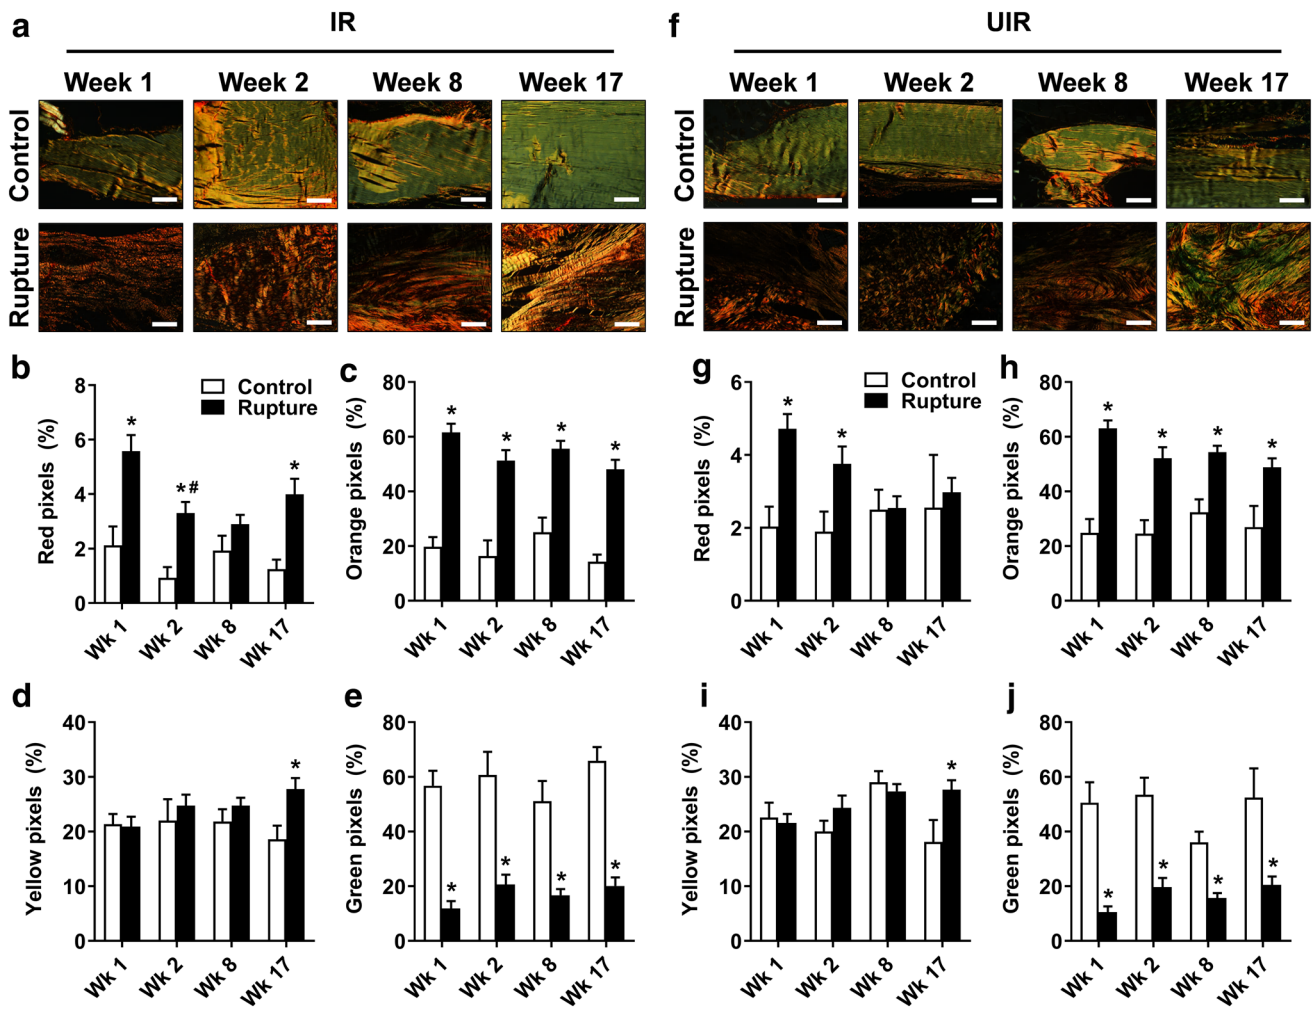 a
IR
Week 1
Week 2
Week 8
Week 17
Control
Rupture
f
UIR
Week 1
Week 2
Week 8
Week 17
Control
Rupture
b
Red pixels (%)
8
6
4
2
0
Control
Rupture
*
*#
*
Wk 1
Wk 2
Wk 8
Wk 17
c
Orange pixels (%)
80
60
40
20
0
*
*
*
*
Wk 1
Wk 2
Wk 8
Wk 17
g
Red pixels (%)
6
4
2
0
Control
Rupture
*
*
Wk 1
Wk 2
Wk 8
Wk 17
h
Orange pixels (%)
80
60
40
20
0
*
*
*
*
Wk 1
Wk 2
Wk 8
Wk 17
d
Yellow pixels (%)
40
30
20
10
0
*
Wk 1
Wk 2
Wk 8
Wk 17
e
Green pixels (%)
80
60
40
20
0
*
*
*
*
Wk 1
Wk 2
Wk 8
Wk 17
i
Yellow pixels (%)
40
30
20
10
0
*
Wk 1
Wk 2
Wk 8
Wk 17
j
Green pixels (%)
80
60
40
20
0
*
*
*
*
Wk 1
Wk 2
Wk 8
Wk 17